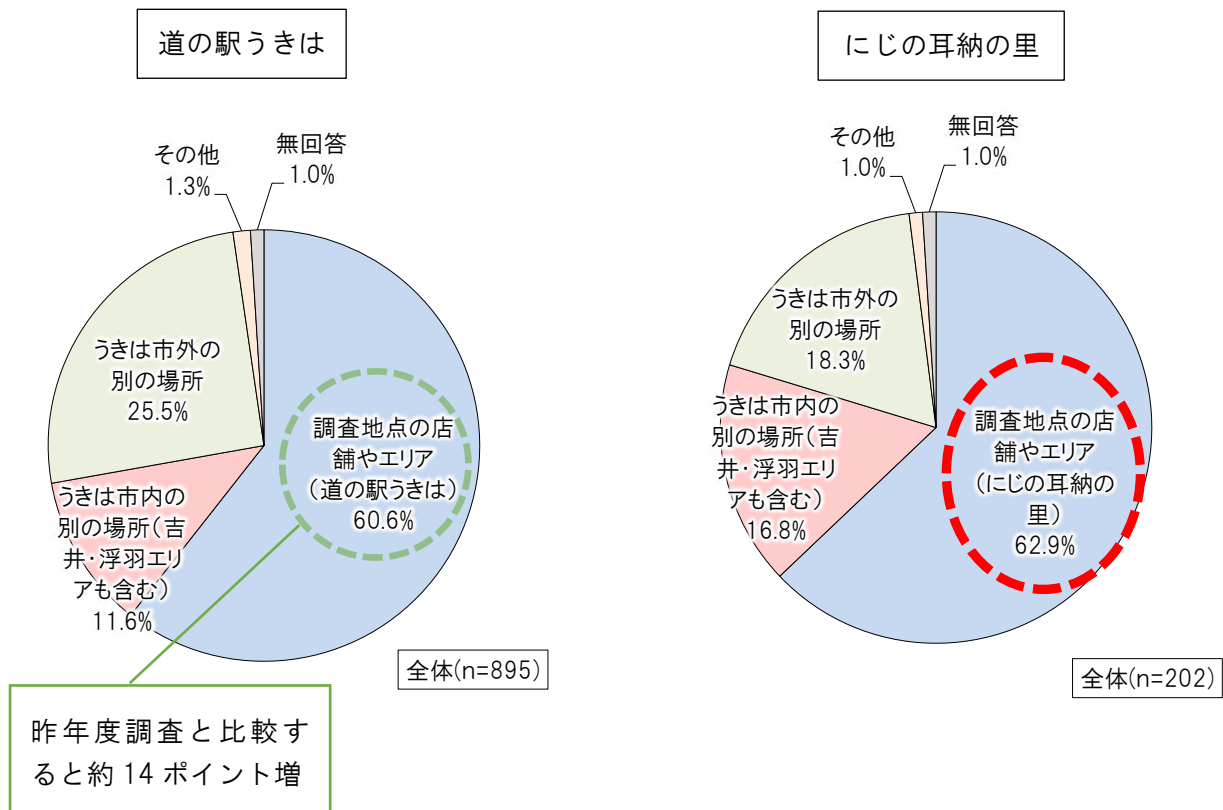 道の駅うきは
その他
1.3%
無回答
1.0%
うきは市外の
別の場所
25.5%
調査地点の店
舗やエリア
（道の駅うきは）
60.6%
うきは市内の
別の場所（吉
井・浮羽エリ
アも含む）
11.6%
全体(n=895)
昨年度調査と比較す
ると約 14 ポイント増
にじの耳納の里
その他
1.0%
無回答
1.0%
うきは市外の
別の場所
18.3%
うきは市内の
別の場所（吉
井・浮羽エリ
アも含む）
16.8%
調査地点の店
舗やエリア
（にじの耳納の
里）
62.9%
全体(n=202)